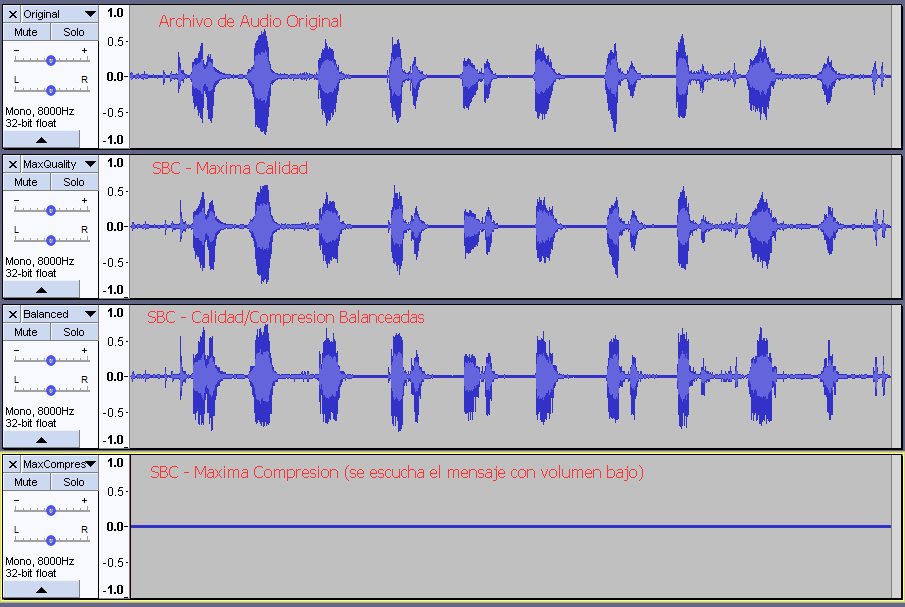 Original
Mute Solo
- +
L R
Mono, 8000Hz
32-bit float
1.0
0.5-
0.0-
-0.5-
-1.0
Archivo de Audio Original
MaxQuality
Mute Solo
- +
L R
Mono, 8000Hz
32-bit float
1.0
0.5-
0.0-
-0.5-
-1.0
SBC - Maxima Calidad
Balanced
Mute Solo
- +
L R
Mono, 8000Hz
32-bit float
1.0
0.5-
0.0-
-0.5-
-1.0
SBC - Calidad/Compresion Balanceadas
MaxCompres
Mute Solo
- +
L R
Mono, 8000Hz
32-bit float
1.0
0.5-
0.0-
-0.5-
-1.0
SBC - Maxima Compresion (se escucha el mensaje con volumen bajo)